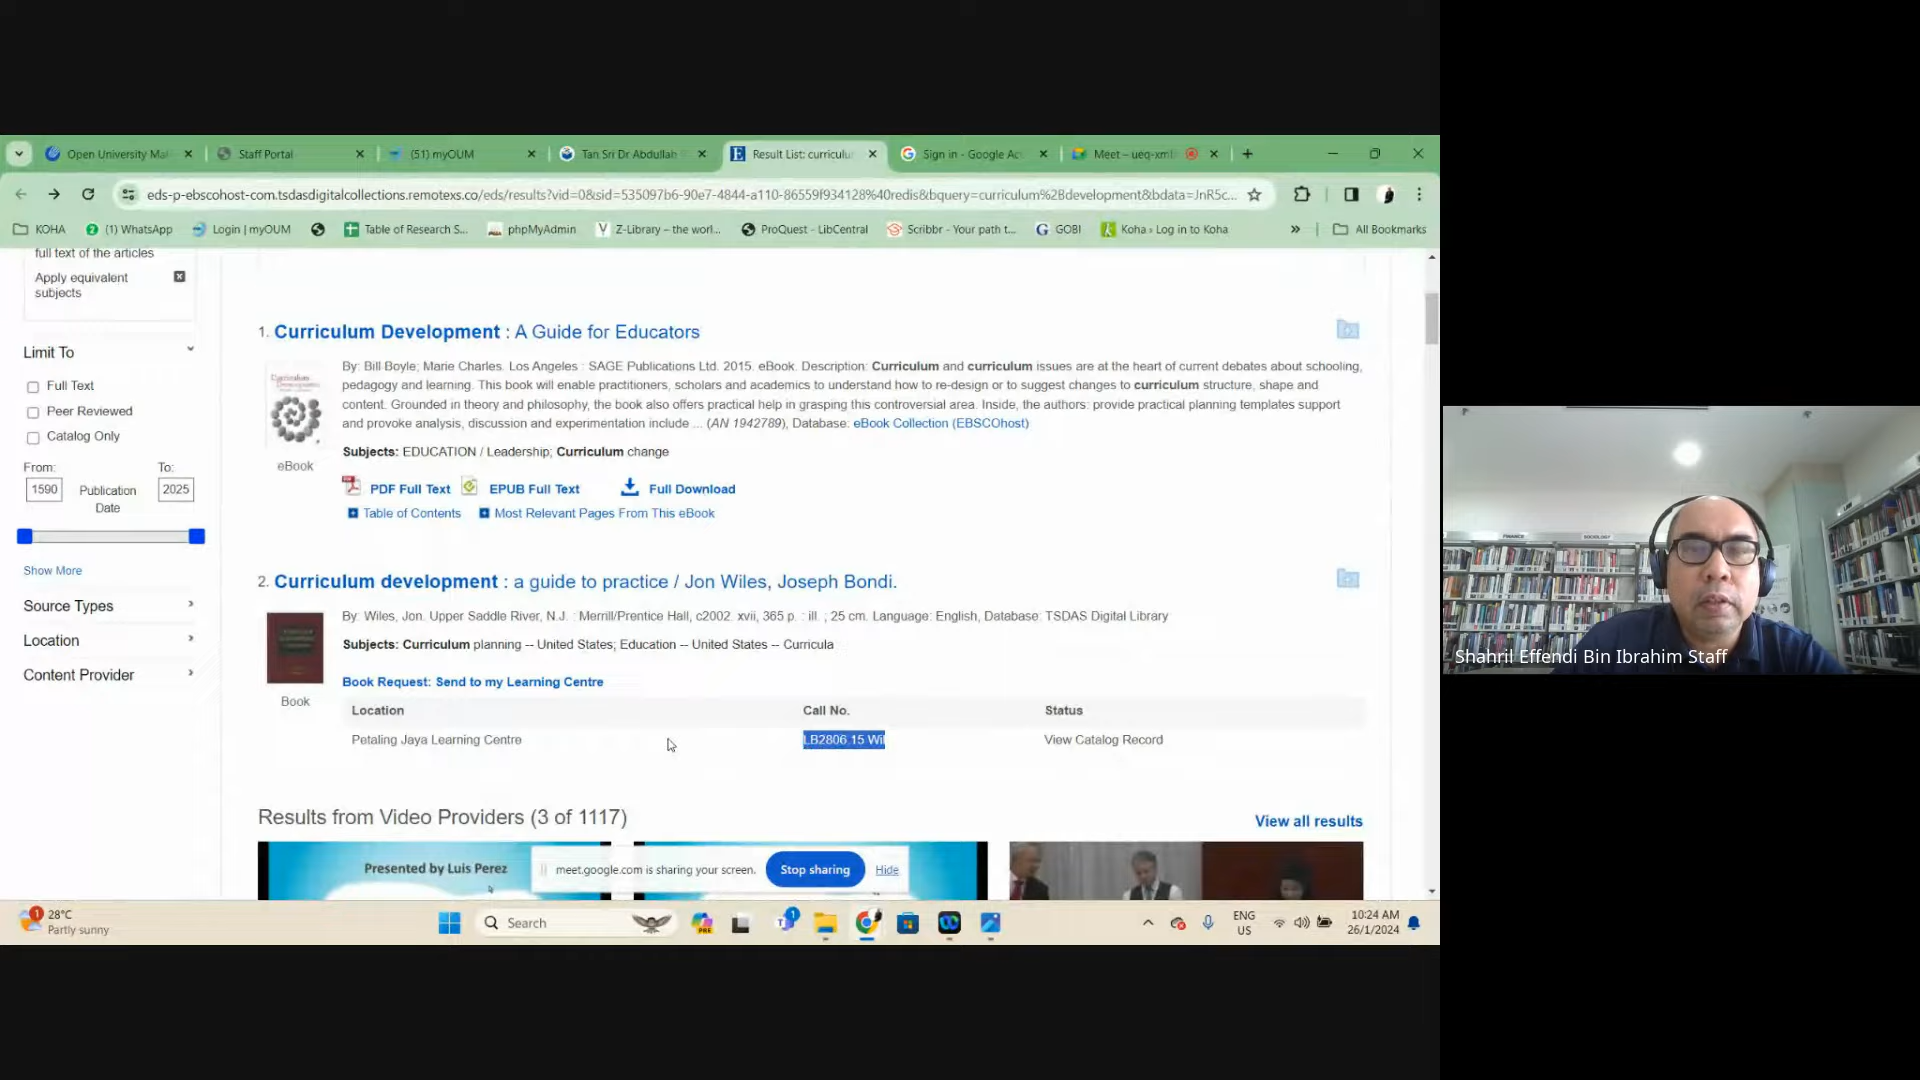 Open University Mal
Staff Portal
(51) myOUM
Tan Sri Dr Abdullah
Result List: curriculu
Sign in - Google Ac
Meet – ueq-xml
eds-p-ebscohost-com.tsdasdigitalcollections.remotexs.co/eds/results?vid=0&sid=535097b6-90e7-4844-a110-86559f934128%40redis&bquery=curriculum%2Bdevelopment&bdata=JnR5c...
KOHA
(1) WhatsApp
Login | myOUM
Table of Research S...
phpMyAdmin
Z-Library – the worl...
ProQuest - LibCentral
Scribbr - Your path t...
GOBI
Koha › Log in to Koha
»
All Bookmarks
full text of the articles
Apply equivalent
subjects
Limit To
Full Text
Peer Reviewed
Catalog Only
From:
To:
1590
Publication
Date
2025
Show More
Source Types
Location
Content Provider
1. Curriculum Development : A Guide for Educators
By: Bill Boyle; Marie Charles. Los Angeles : SAGE Publications Ltd. 2015. eBook. Description: Curriculum and curriculum issues are at the heart of current debates about schooling,
pedagogy and learning. This book will enable practitioners, scholars and academics to understand how to re-design or to suggest changes to curriculum structure, shape and
content. Grounded in theory and philosophy, the book also offers practical help in grasping this controversial area. Inside, the authors: provide practical planning templates support
and provoke analysis, discussion and experimentation include ... (AN 1942789), Database: eBook Collection (EBSCOhost)
eBook
Subjects: EDUCATION / Leadership; Curriculum change
PDF Full Text
EPUB Full Text
Full Download
Table of Contents
Most Relevant Pages From This eBook
2. Curriculum development : a guide to practice / Jon Wiles, Joseph Bondi.
By: Wiles, Jon. Upper Saddle River, N.J. : Merrill/Prentice Hall, c2002. xvii, 365 p. : ill. ; 25 cm. Language: English, Database: TSDAS Digital Library
Subjects: Curriculum planning -- United States; Education -- United States -- Curricula
Book
Book Request: Send to my Learning Centre
Location
Call No.
Status
Petaling Jaya Learning Centre
LB2806.15 Wil
View Catalog Record
Results from Video Providers (3 of 1117)
View all results
Presented by Luis Perez
meet.google.com is sharing your screen.
Stop sharing
Hide
1
28°C
Partly sunny
Search
PRE
1
ENG
US
10:24 AM
26/1/2024
FINANCE
SOCIOLOGY
Shahril Effendi Bin Ibrahim Staff